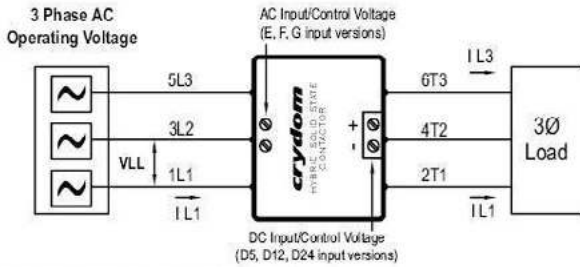 3 Phase AC
Operating Voltage
AC Input/Control Voltage
(E, F, G input versions)
5L3
3L2
VLL
1L1
I L1
crydom
HYBRID SOLID STATE
CONTACTOR
+
-
I L3
6T3
4T2
2T1
I L1
3Ø
Load
DC Input/Control Voltage
(D5, D12, D24 input versions)